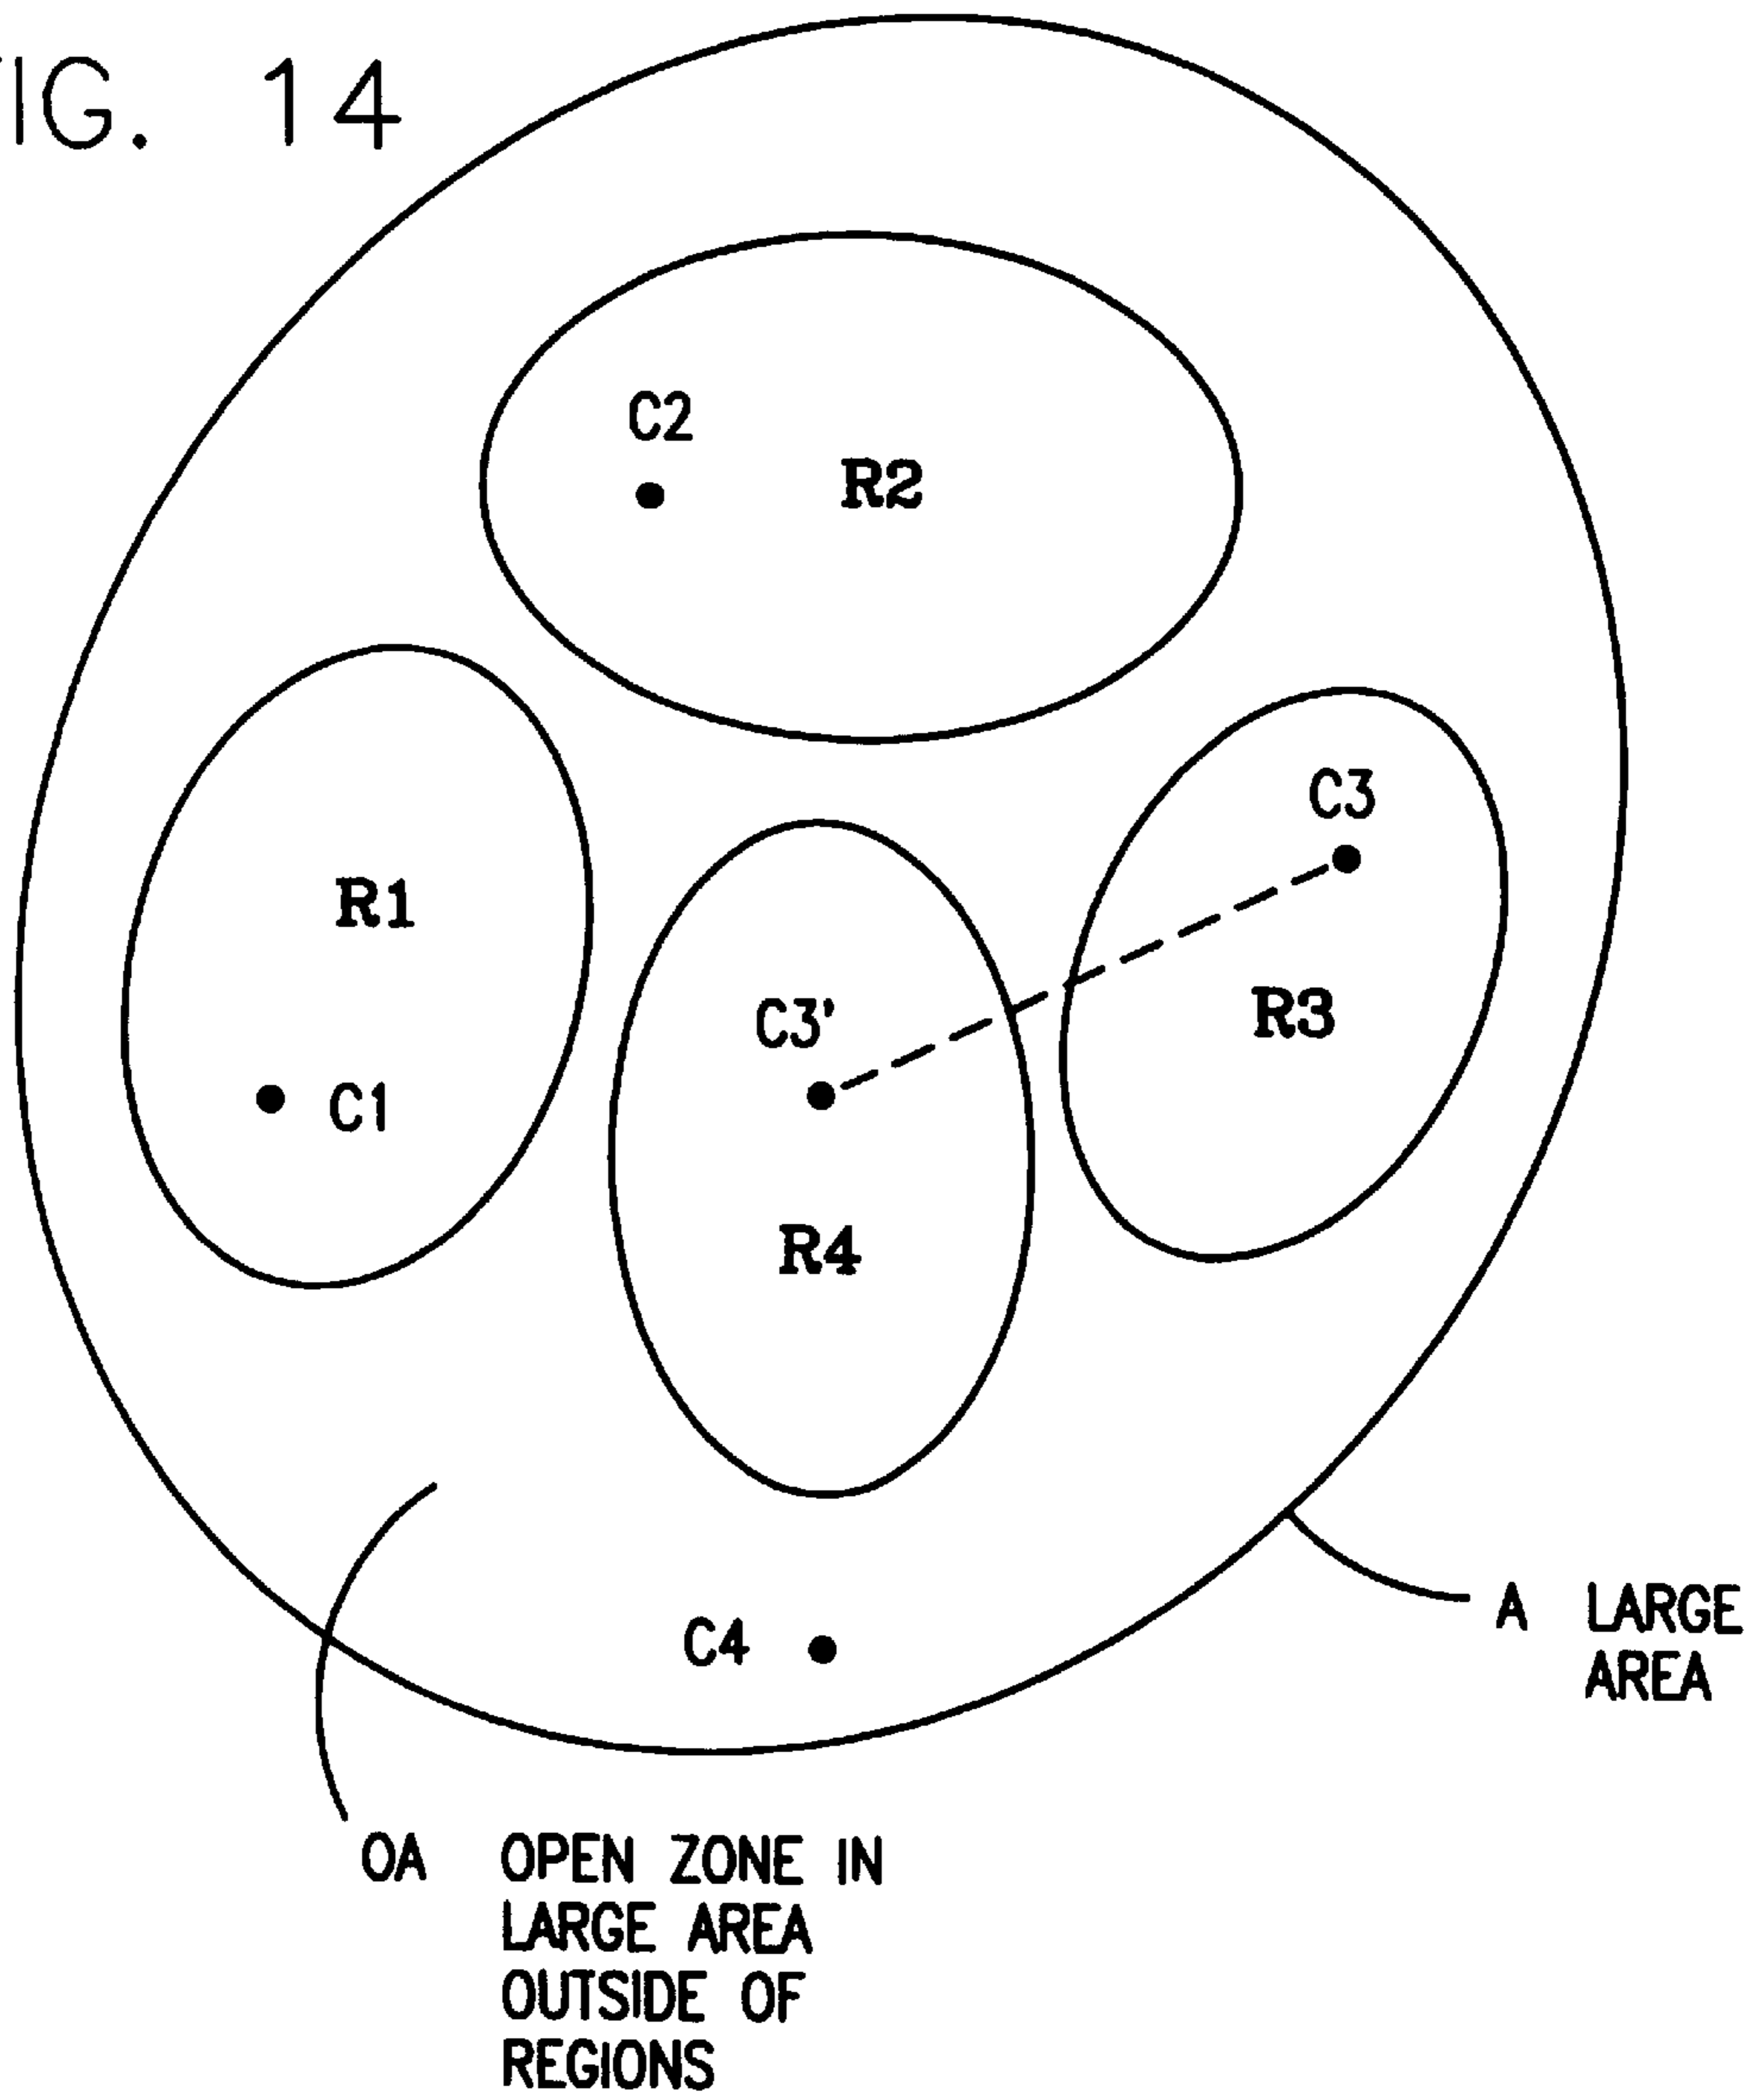 IG. 14
C2
R2
C3
R1
C3'
R3
C1
R4
A LARGE
AREA
C4
OA OPEN ZONE IN
LARGE AREA
OUTSIDE OF
REGIONS